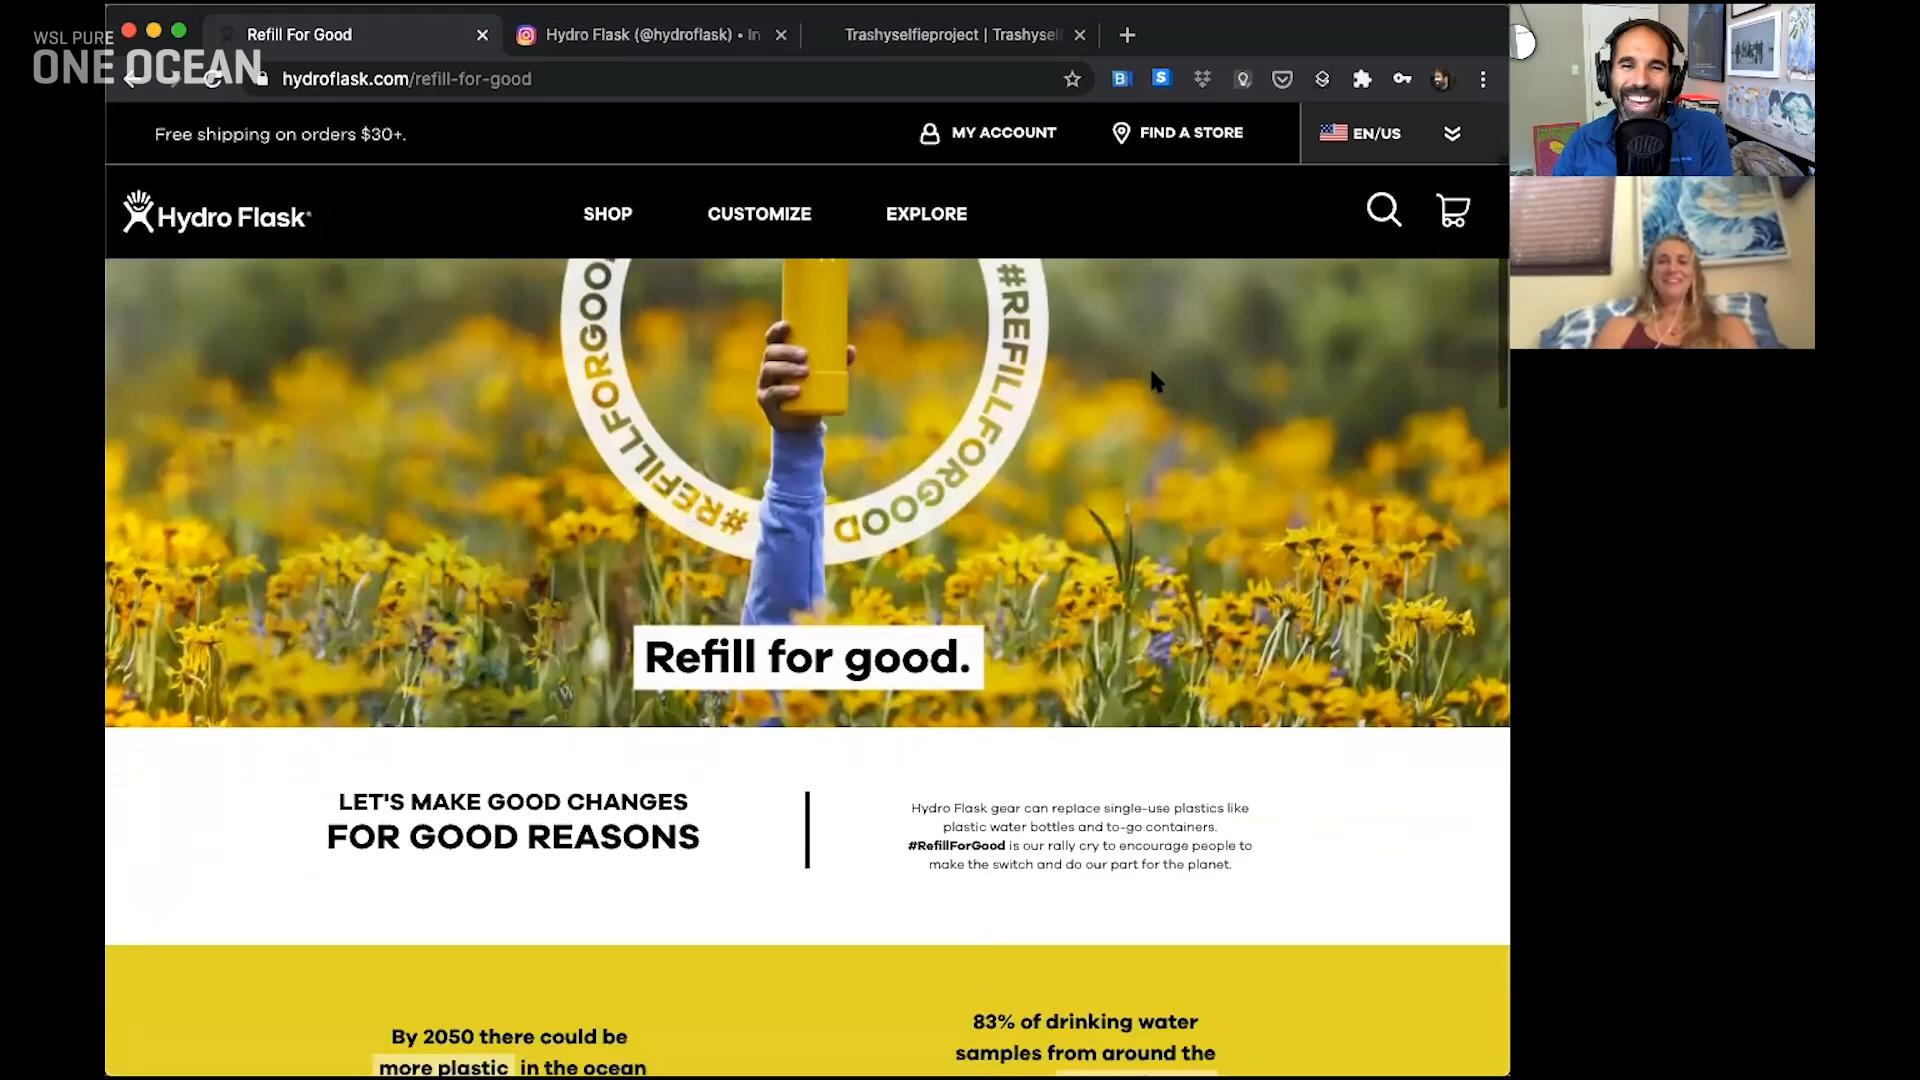 WSL PURE
ONE OCEAN
Refill For Good
Hydro Flask (@hydroflask) • In
Trashyselfieproject | Trashysel
hydroflask.com/refill-for-good
Free shipping on orders $30+.
MY ACCOUNT
FIND A STORE
EN/US
Hydro Flask
SHOP
CUSTOMIZE
EXPLORE
#REFILLFORGOOD
#REFILLFORGOOD
Refill for good.
LET'S MAKE GOOD CHANGES
FOR GOOD REASONS
Hydro Flask gear can replace single-use plastics like
plastic water bottles and to-go containers.
#RefillForGood is our rally cry to encourage people to
make the switch and do our part for the planet.
By 2050 there could be
more plastic in the ocean
83% of drinking water
samples from around the